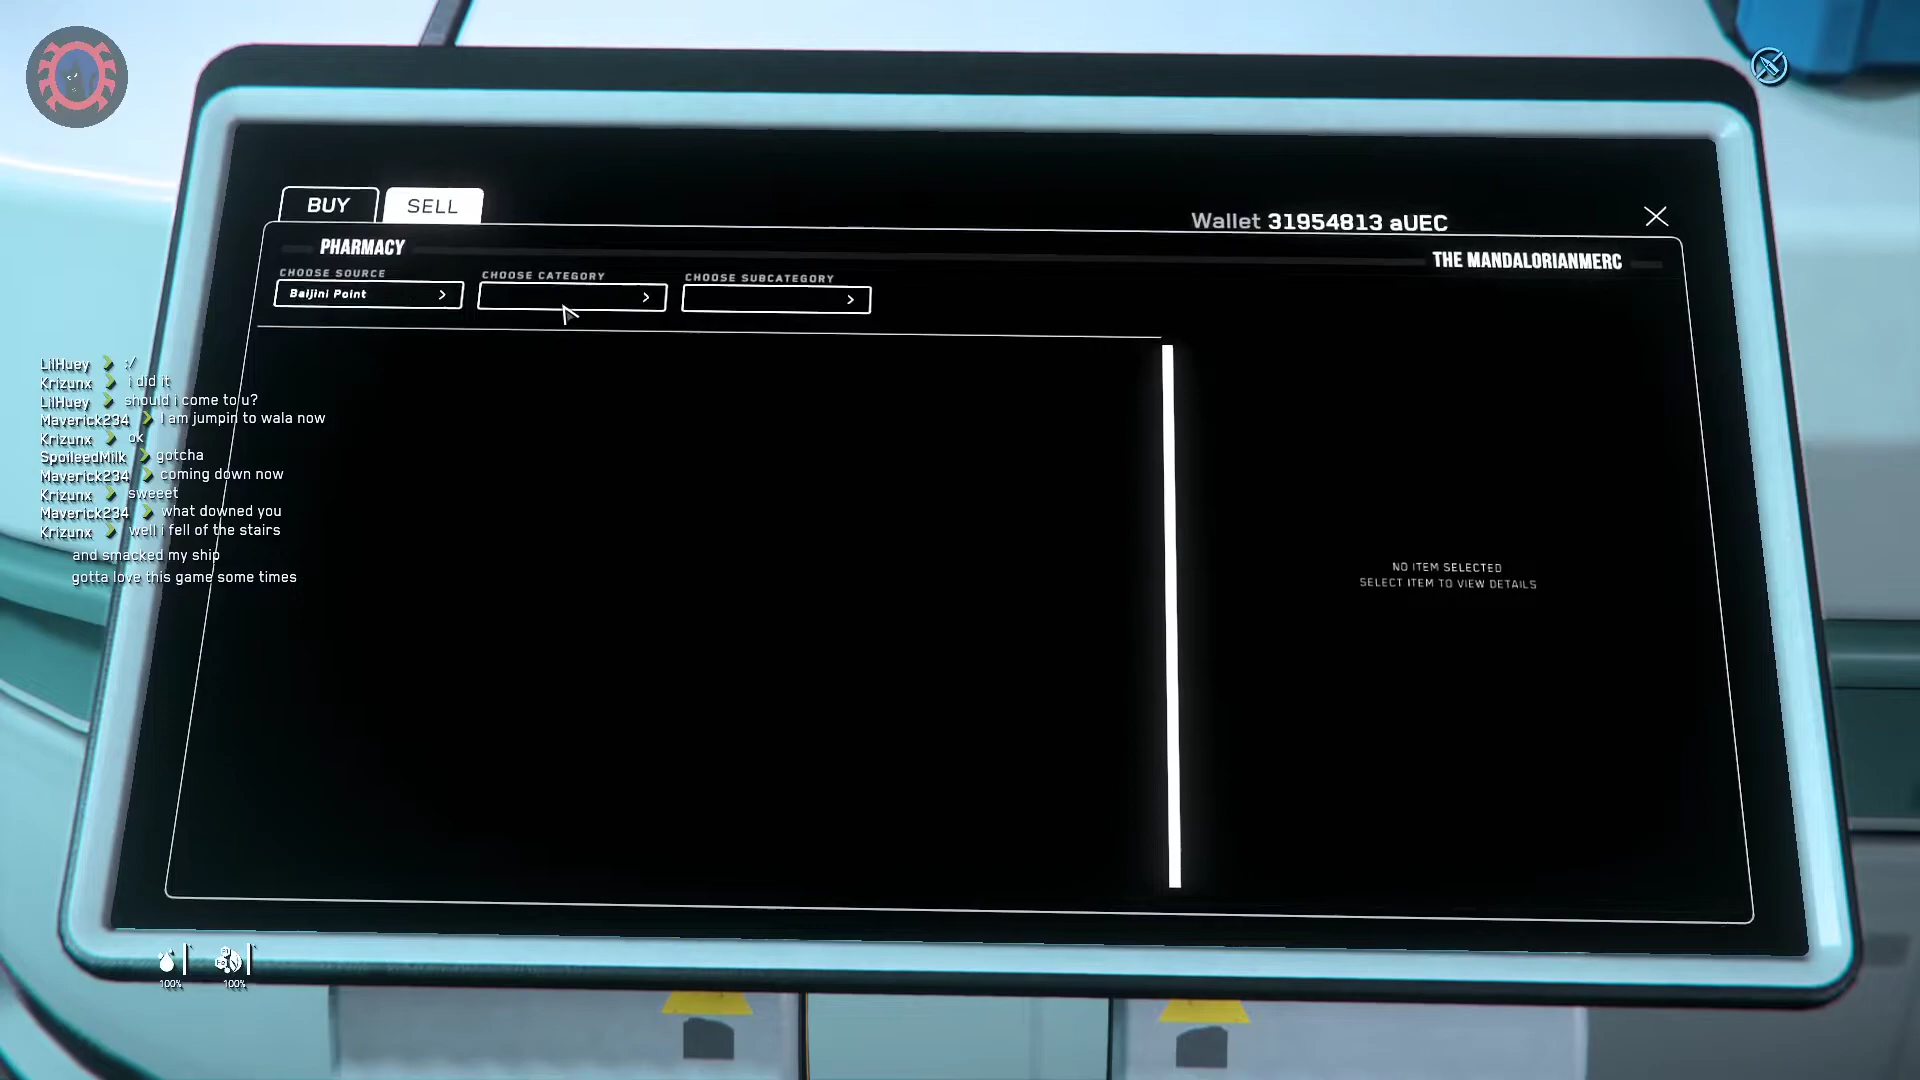 BUY
SELL
Wallet 31954813 aUEC
PHARMACY
THE MANDALORIANMERC
CHOOSE SOURCE
CHOOSE CATEGORY
CHOOSE SUBCATEGORY
Baijini Point
LilHuey :/
Krizunx i did it
LilHuey should i come to u?
Maverick234 I am jumpin to wala now
Krizunx ok
SpoileedMilk gotcha
Maverick234 coming down now
Krizunx sweeet
Maverick234 what downed you
Krizunx well i fell of the stairs
and smacked my ship
gotta love this game some times
NO ITEM SELECTED
SELECT ITEM TO VIEW DETAILS
100%
100%